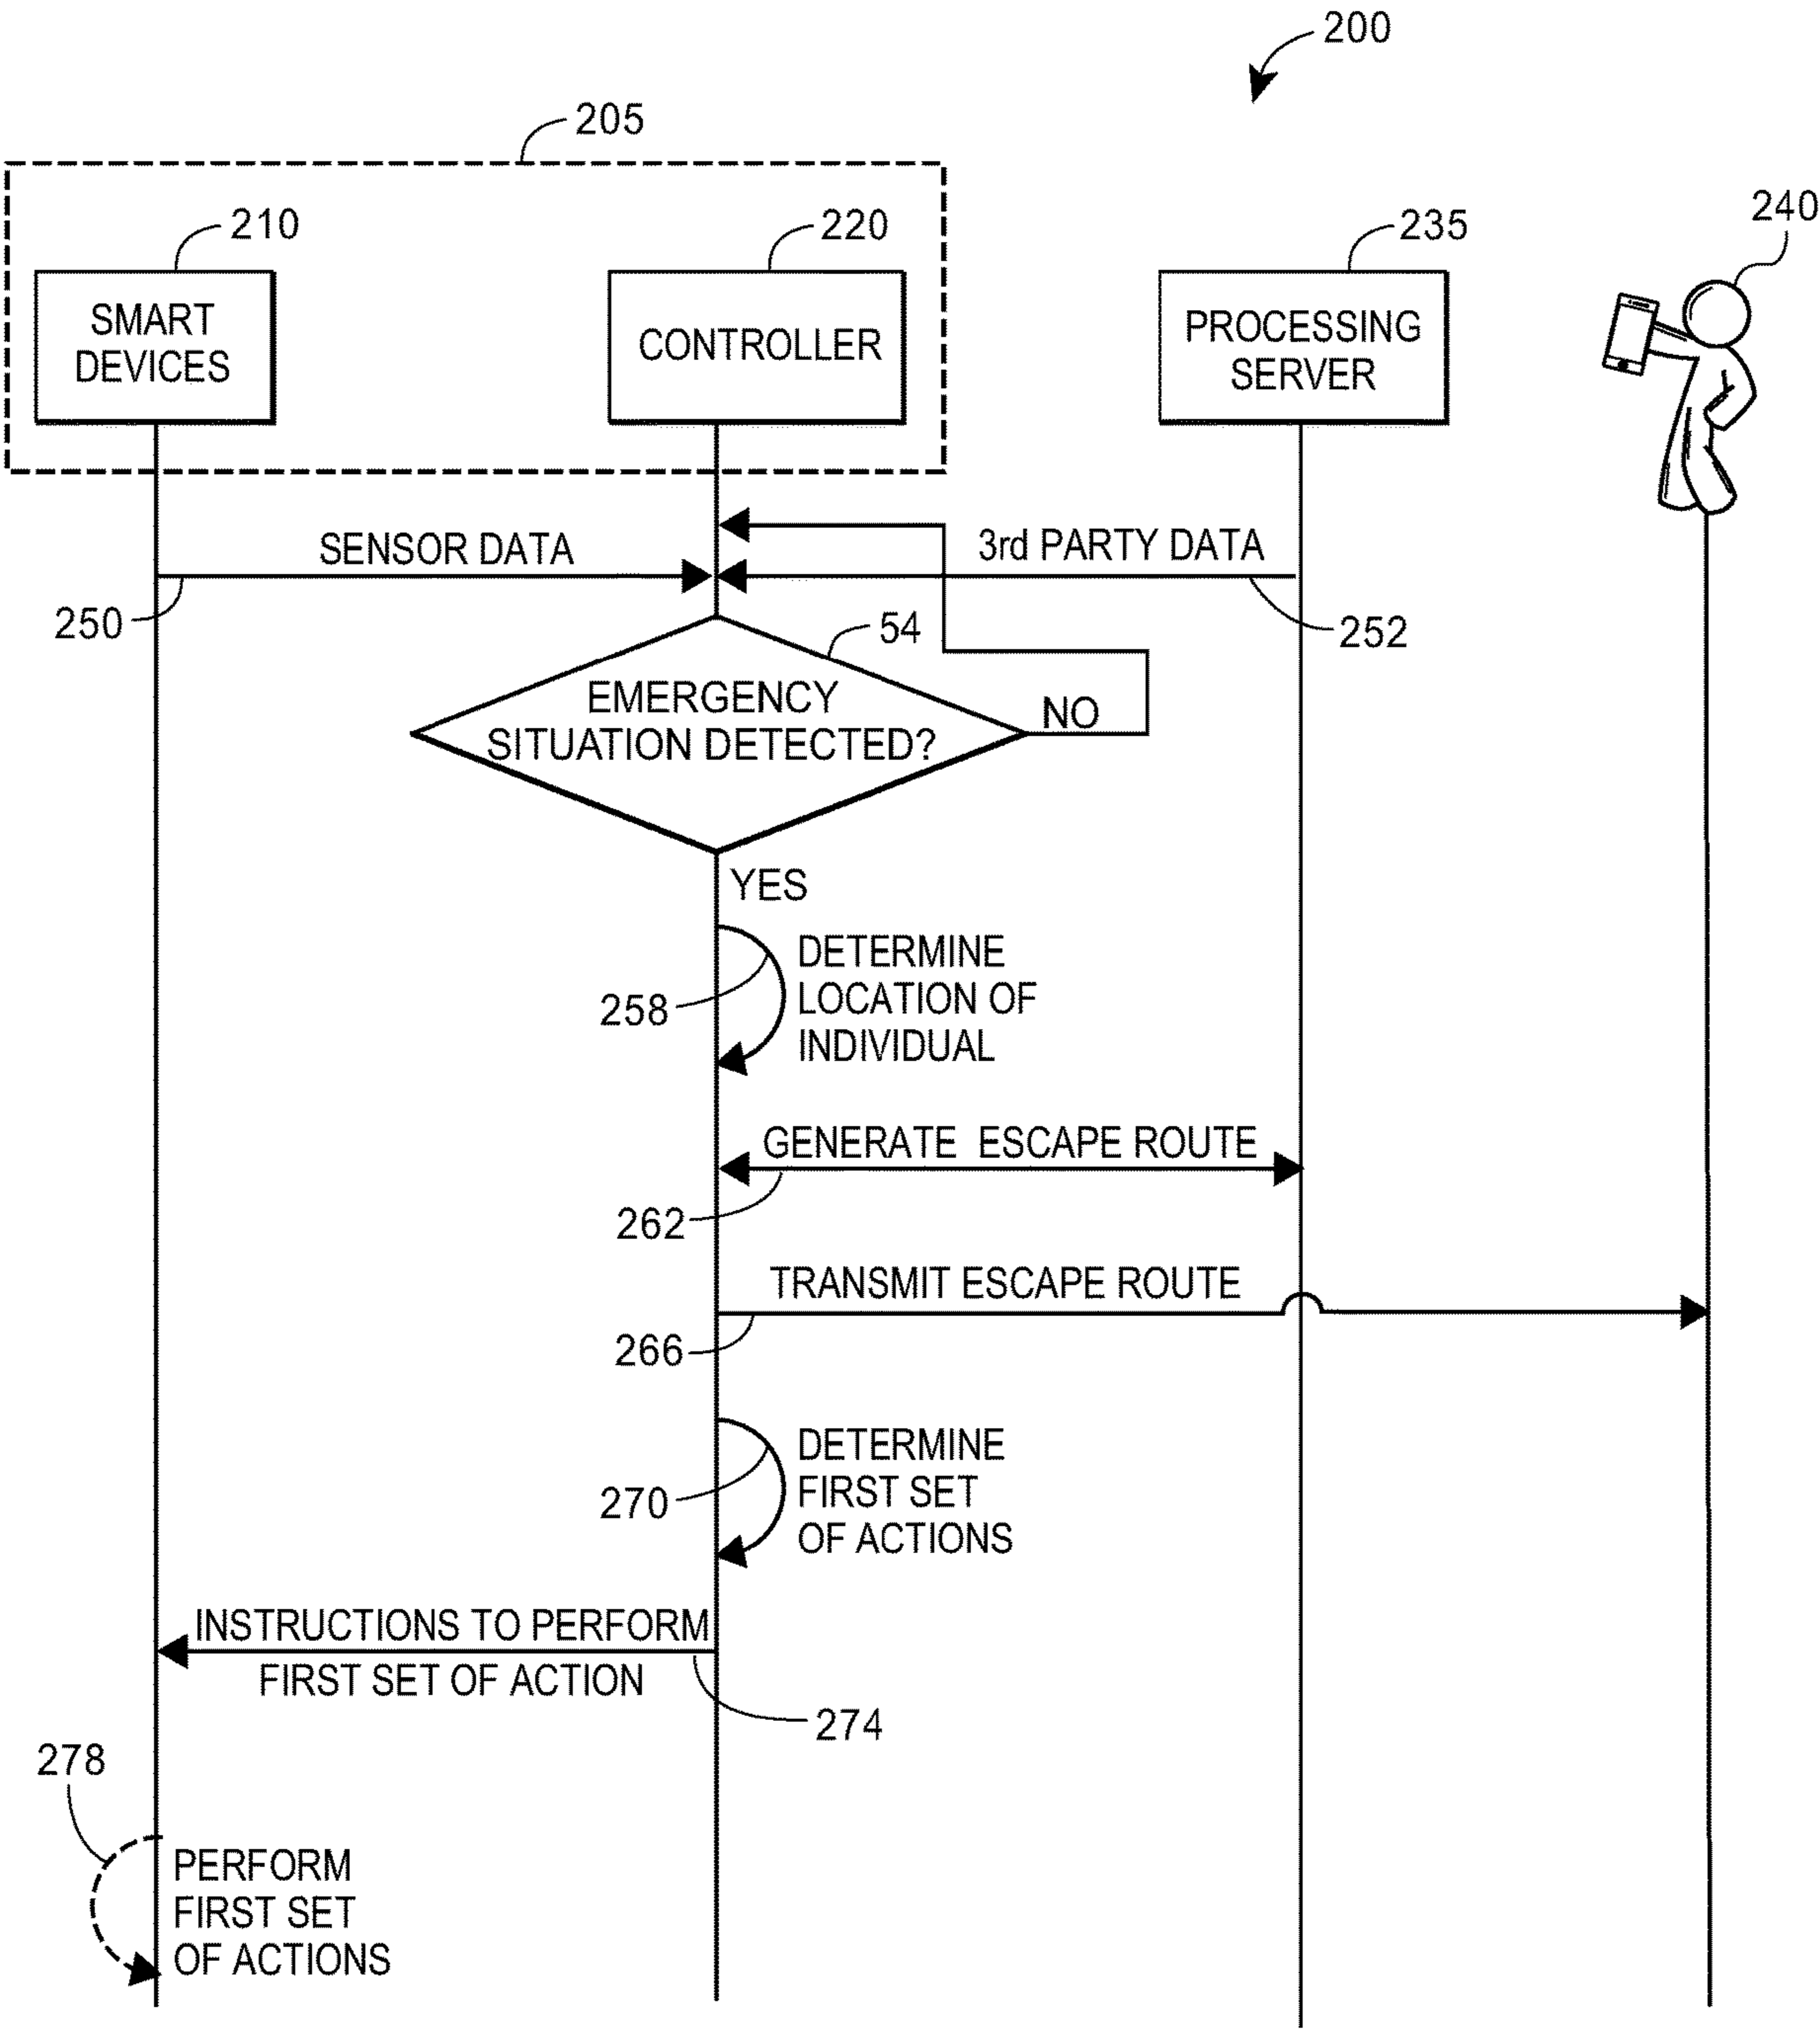 200
205
210
220
235
240
SMART
DEVICES
CONTROLLER
PROCESSING
SERVER
SENSOR DATA
3rd PARTY DATA
250
54
252
EMERGENCY
SITUATION DETECTED?
NO
YES
DETERMINE
LOCATION OF
INDIVIDUAL
258
GENERATE ESCAPE ROUTE
262
TRANSMIT ESCAPE ROUTE
266
DETERMINE
FIRST SET
OF ACTIONS
270
INSTRUCTIONS TO PERFORM
FIRST SET OF ACTION
274
278
PERFORM
FIRST SET
OF ACTIONS